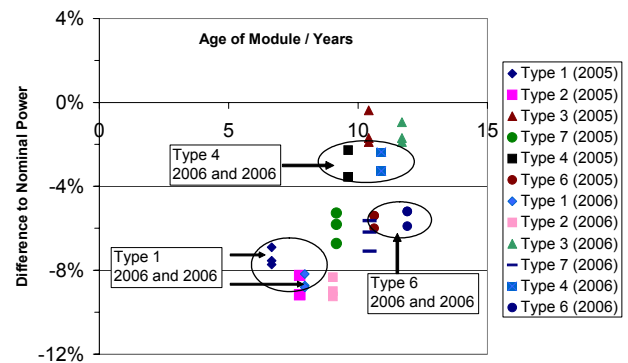 4%
0%
-4%
-8%
-12%
Difference to Nominal Power
Age of Module / Years
0
5
10
15
Type 4
2006 and 2006
Type 1
2006 and 2006
Type 6
2006 and 2006
Type 1 (2005)
Type 2 (2005)
Type 3 (2005)
Type 7 (2005)
Type 4 (2005)
Type 6 (2005)
Type 1 (2006)
Type 2 (2006)
Type 3 (2006)
Type 7 (2006)
Type 4 (2006)
Type 6 (2006)